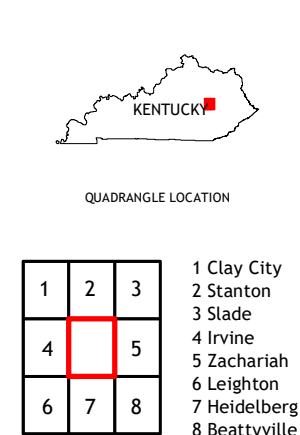 KENTUCKY
QUADRANGLE LOCATION
1 2 3
4 5
6 7 8
1 Clay City
2 Stanton
3 Slade
4 Irvine
5 Zachariah
6 Leighton
7 Heidelberg
8 Beattyville